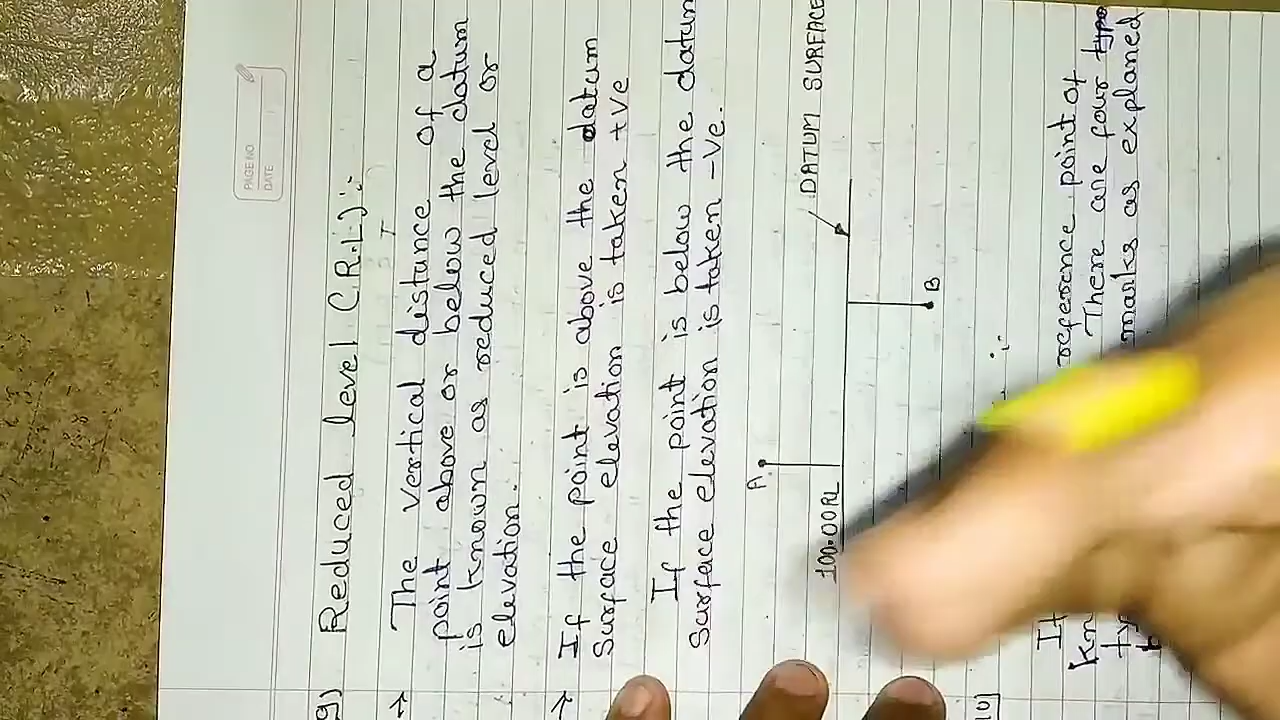 PAGE NO
DATE
9) Reduced level (R.L) :-
→ The vertical distance of a
point above or below the datum
is known as reduced level or
elevation.
→ If the point is above the datum
surface elevation is taken +ve
If the point is below the datum
surface elevation is taken -ve.
A
DATUM SURFACE
100.00 RL
B
10]
:-
It reference point of
There are four
marks as explaned